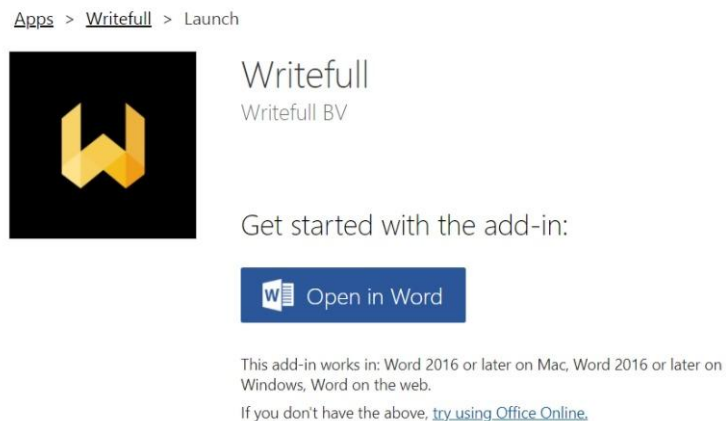 Apps > Writefull > Launch
Writefull
Writefull BV
Get started with the add-in:
Open in Word
This add-in works in: Word 2016 or later on Mac, Word 2016 or later on
Windows, Word on the web.
If you don't have the above, try using Office Online.